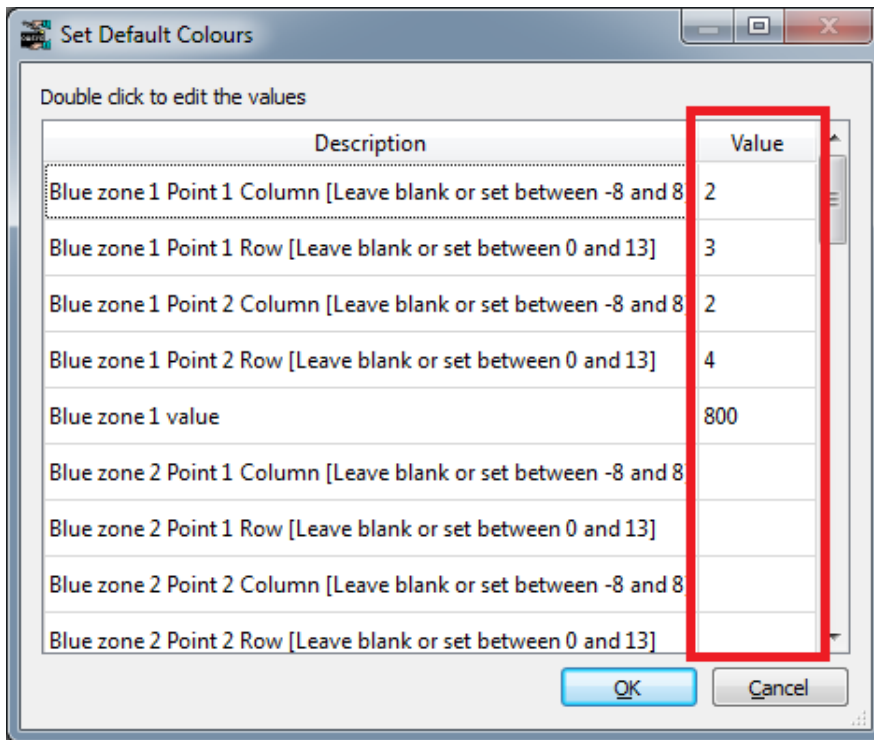 Set Default Colours
Double click to edit the values
Description Value
Blue zone 1 Point 1 Column [Leave blank or set between -8 and 8 2
Blue zone 1 Point 1 Row [Leave blank or set between 0 and 13] 3
Blue zone 1 Point 2 Column [Leave blank or set between -8 and 8 2
Blue zone 1 Point 2 Row [Leave blank or set between 0 and 13] 4
Blue zone 1 value 800
Blue zone 2 Point 1 Column [Leave blank or set between -8 and 8
Blue zone 2 Point 1 Row [Leave blank or set between 0 and 13]
Blue zone 2 Point 2 Column [Leave blank or set between -8 and 8
Blue zone 2 Point 2 Row [Leave blank or set between 0 and 13]
OK Cancel